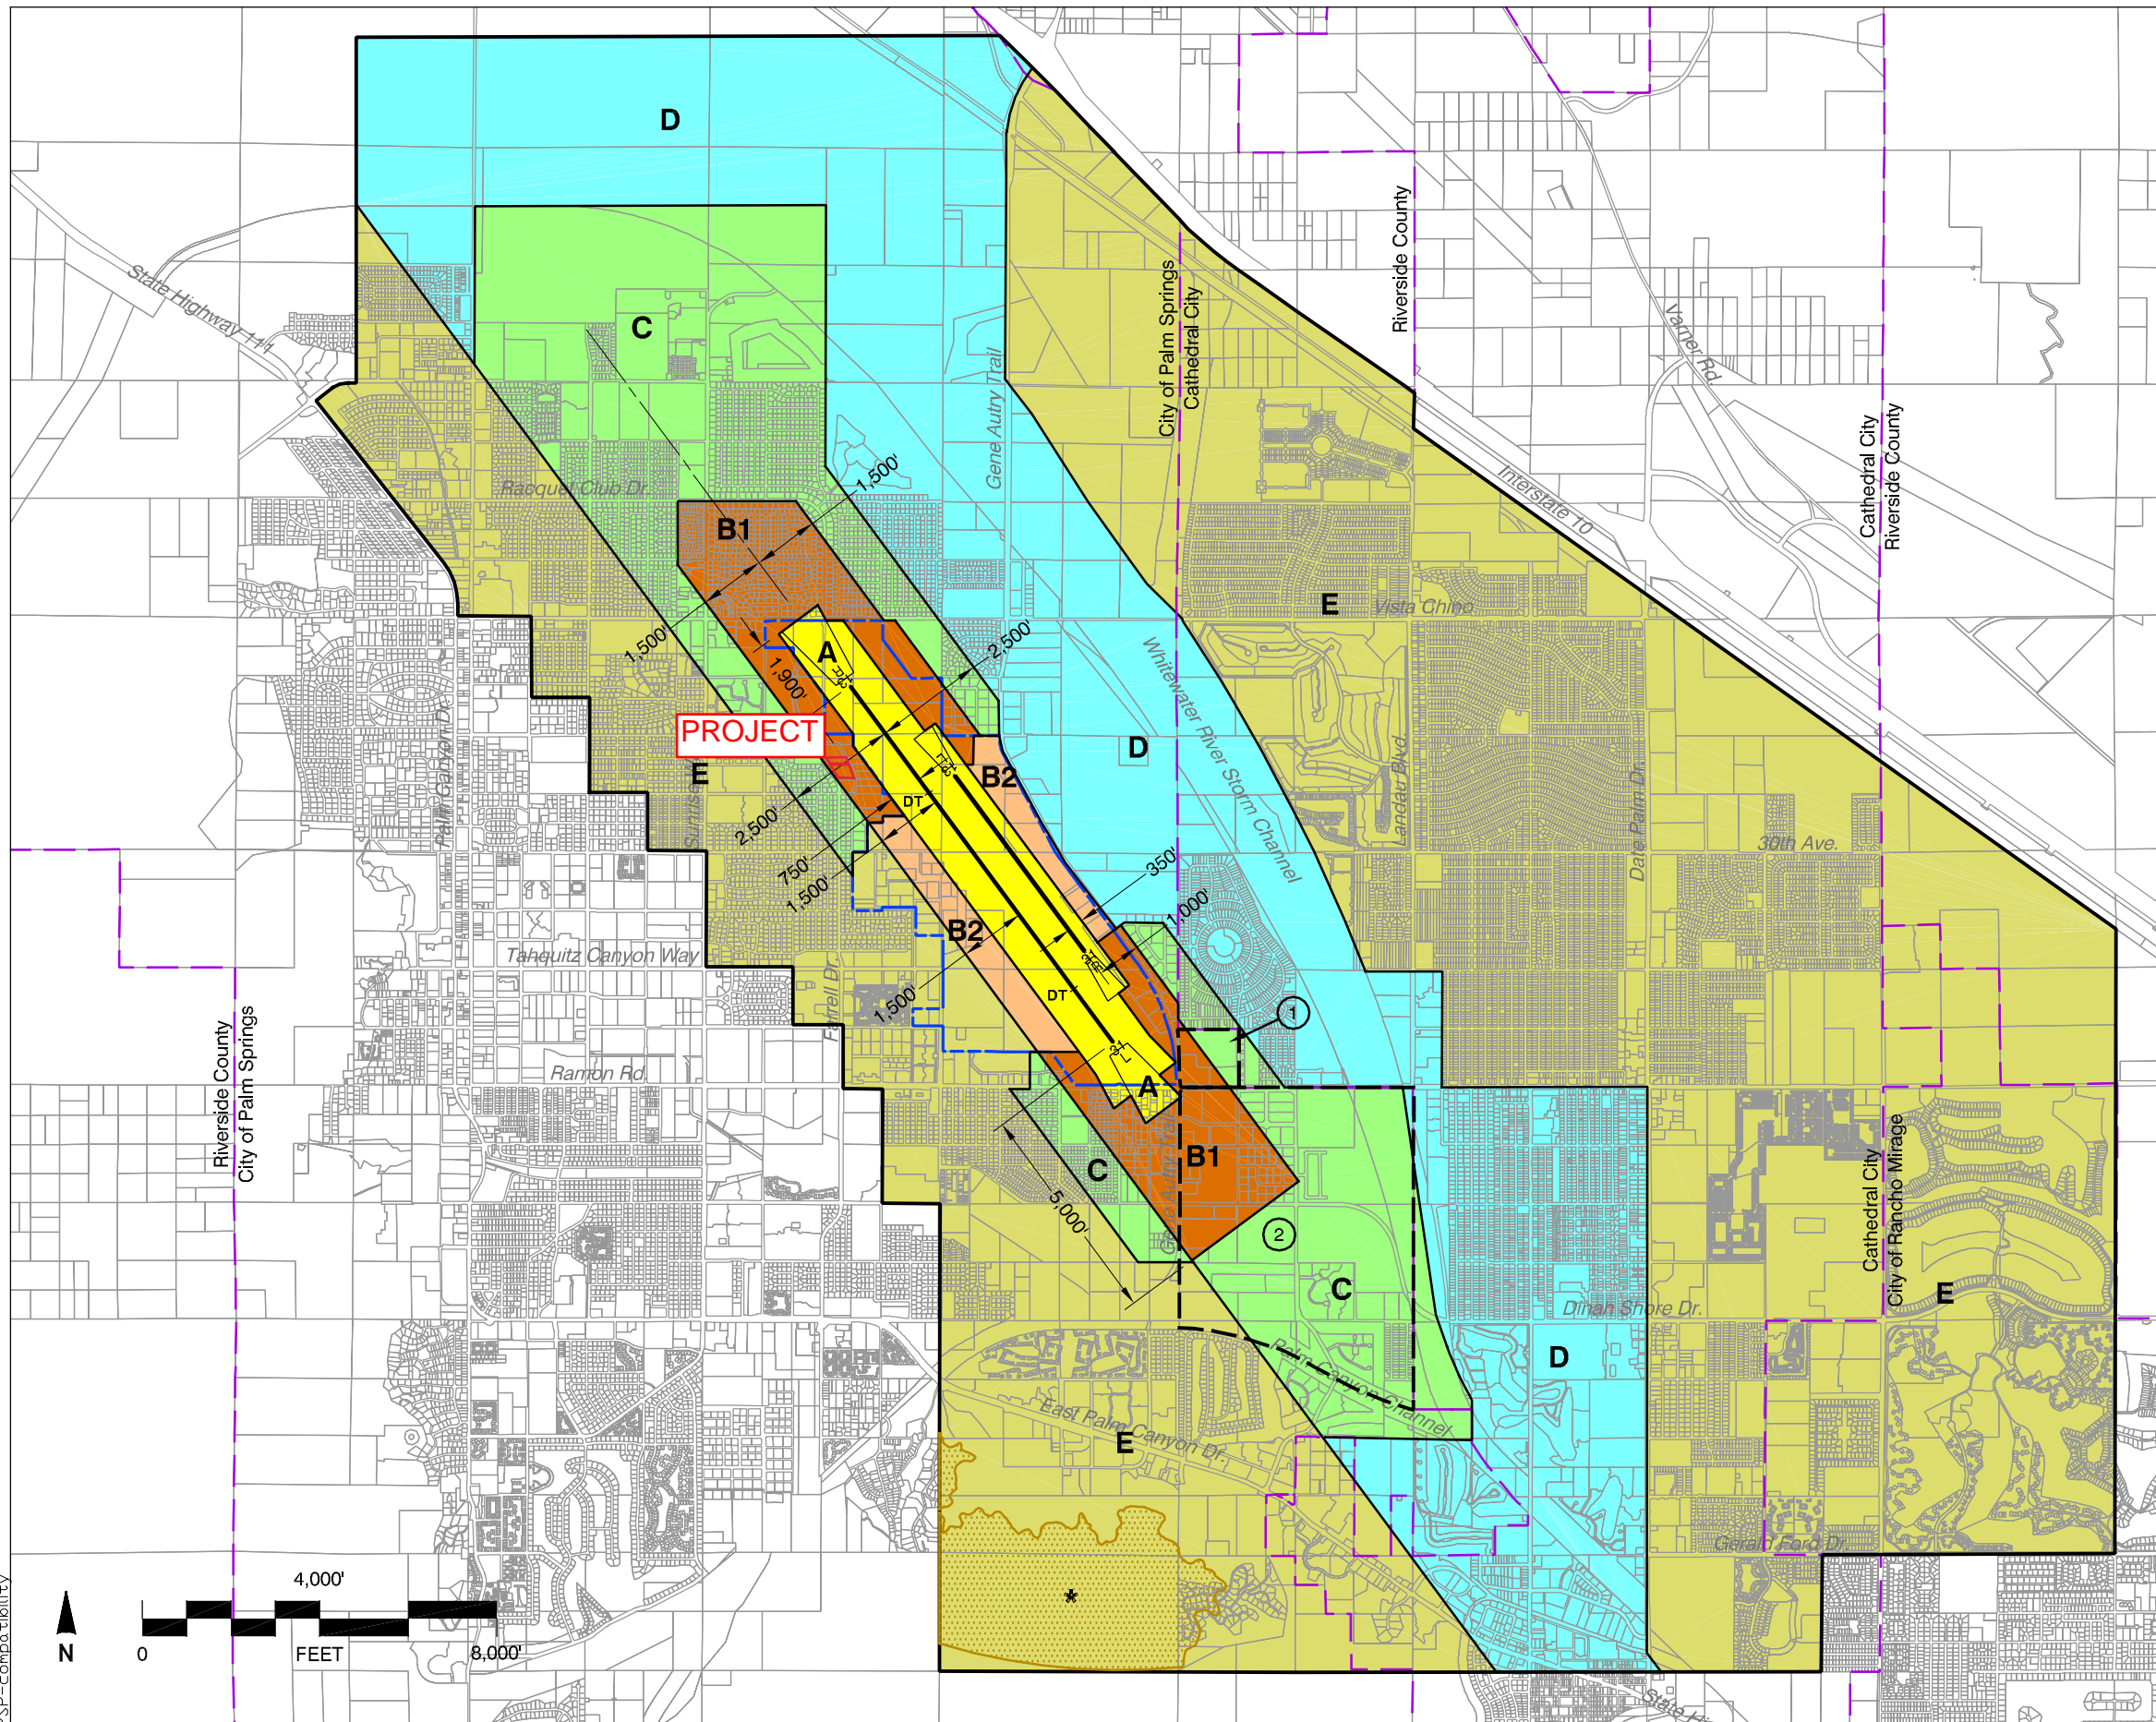 D
State Highway 111
C
Gene Autry Trail
City of Palm Springs
Cathedral City
Riverside County
Varner Rd.
Cathedral City
Riverside County
Racquet Club Dr.
1,500'
Interstate 10
B1
E
Vista Chino
1,500'
A
2,500'
1,900'
PROJECT
E
D
B2
Whitewater River Storm Channel
Palm Canyon Dr.
Landau Blvd.
Date Palm Dr.
30th Ave.
DT
2,500'
750'
1,500'
350'
1,000'
B2
Tahquitz Canyon Way
Farrell Dr.
1,500'
DT
1
31
Riverside County
City of Palm Springs
Ramon Rd.
A
B1
C
Gene Autry Trail
5,000'
2
C
Cathedral City
City of Rancho Mirage
E
Dinah Shore Dr.
D
Palm Canyon Channel
East Palm Canyon Dr.
E
Gerald Ford Dr.
*
4,000'
N
0
FEET
8,000'